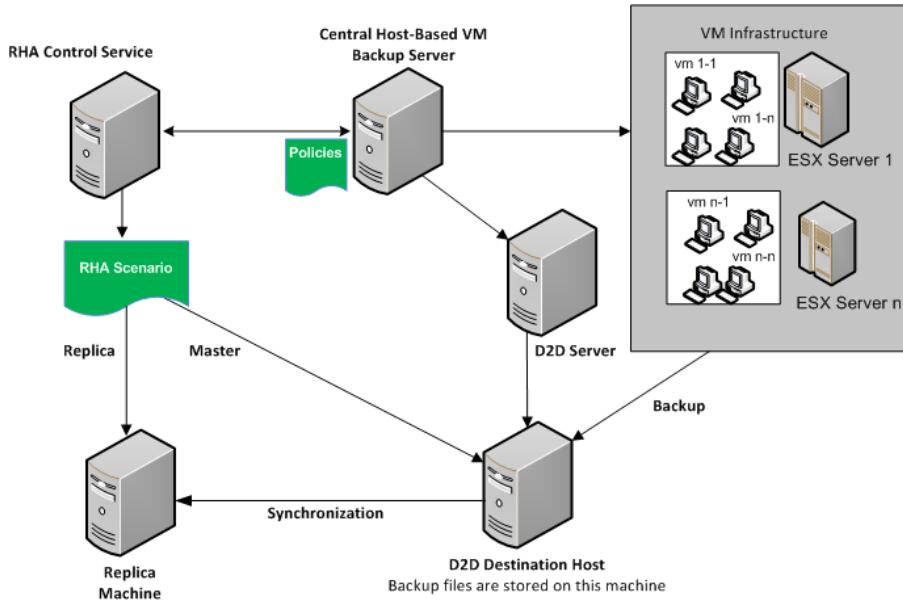 RHA Control Service
Central Host-Based VM
Backup Server
VM Infrastructure
vm 1-1
vm 1-n
ESX Server 1
Policies
vm n-1
vm n-n
ESX Server n
RHA Scenario
Replica
Master
D2D Server
Backup
Synchronization
Replica
Machine
D2D Destination Host
Backup files are stored on this machine